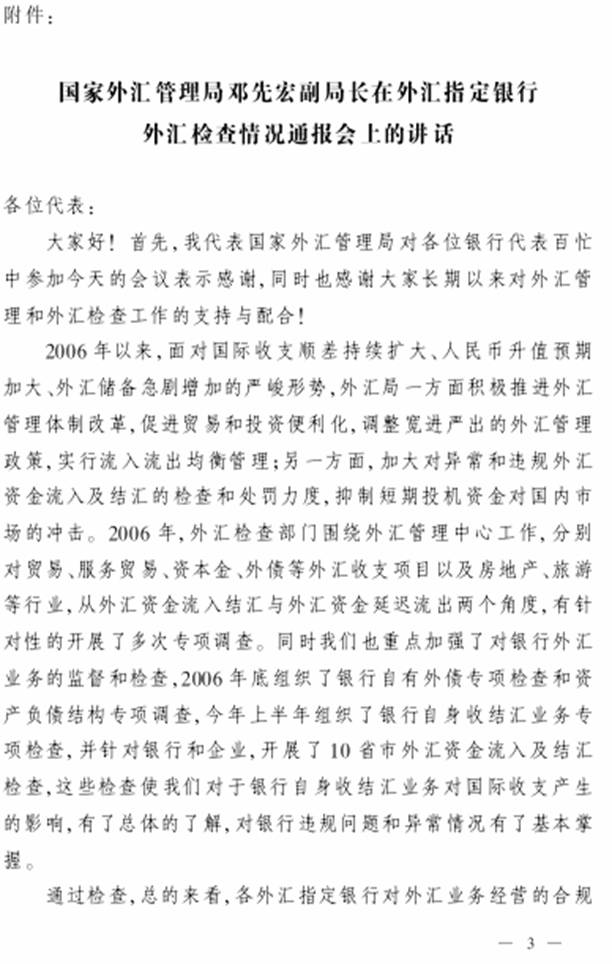 附件：
国家外汇管理局邓先宏副局长在外汇指定银行
外汇检查情况通报会上的讲话
各位代表：
大家好！首先，我代表国家外汇管理局对各位银行代表百忙
中参加今天的会议表示感谢，同时也感谢大家长期以来对外汇管
理和外汇检查工作的支持与配合！
2006年以来，面对国际收支顺差持续扩大、人民币升值预期
加大、外汇储备急剧增加的严峻形势，外汇局一方面积极推进外汇
管理体制改革，促进贸易和投资便利化，调整宽进严出的外汇管理
政策，实行流入流出均衡管理；另一方面，加大对异常和违规外汇
资金流入及结汇的检查和处罚力度，抑制短期投机资金对国内市
场的冲击。2006年，外汇检查部门围绕外汇管理中心工作，分别
对贸易、服务贸易、资本金、外债等外汇收支项目以及房地产、旅游
等行业，从外汇资金流入结汇与外汇资金延迟流出两个角度，有针
对性的开展了多次专项调查。同时我们也重点加强了对银行外汇
业务的监督和检查，2006年底组织了银行自有外债专项检查和资
产负债结构专项调查，今年上半年组织了银行自身收结汇业务专
项检查，并针对银行和企业，开展了10省市外汇资金流入及结汇
检查，这些检查使我们对于银行自身收结汇业务对国际收支产生
的影响，有了总体的了解，对银行违规问题和异常情况有了基本掌
握。
通过检查，总的来看，各外汇指定银行对外汇业务经营的合规
— 3 —